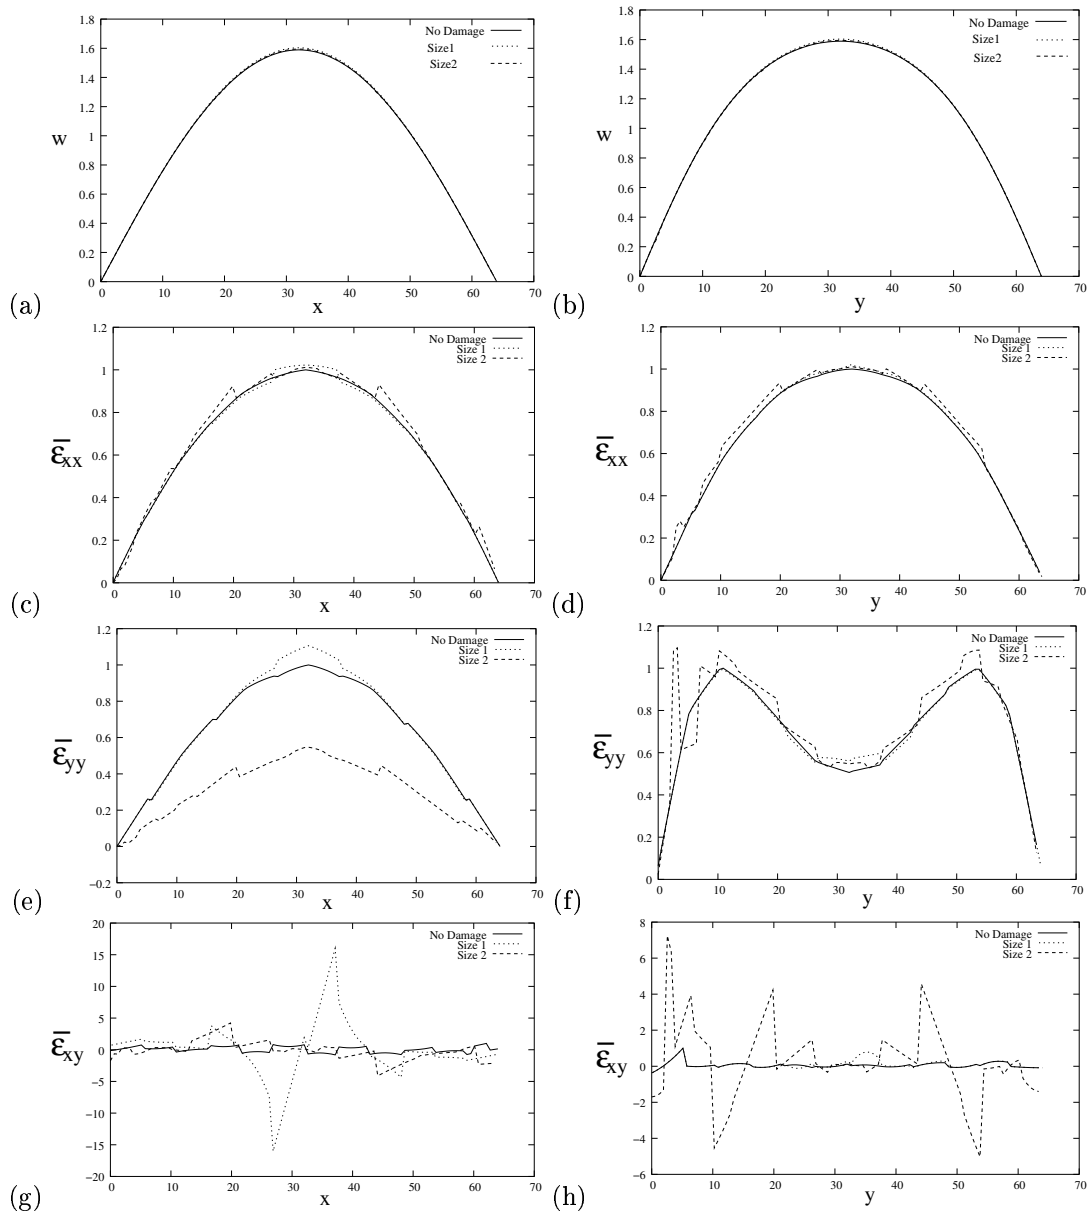 1.8
1.6
1.4
1.2
1
0.8
0.6
0.4
0.2
0
w
No Damage
Size1
Size2
0 10 20 30 40 50 60 70
(a) x
1.8
1.6
1.4
1.2
1
0.8
0.6
0.4
0.2
0
w
No Damage
Size1
Size2
0 10 20 30 40 50 60 70
(b) y
1.2
1
0.8
0.6
0.4
0.2
0
ε̅xx
No Damage
Size 1
Size 2
0 10 20 30 40 50 60 70
(c) x
1.2
1
0.8
0.6
0.4
0.2
0
ε̅xx
No Damage
Size 1
Size 2
0 10 20 30 40 50 60 70
(d) y
1.2
1
0.8
0.6
0.4
0.2
0
−0.2
ε̅yy
No Damage
Size 1
Size 2
0 10 20 30 40 50 60 70
(e) x
1.2
1
0.8
0.6
0.4
0.2
0
ε̅yy
No Damage
Size 1
Size 2
0 10 20 30 40 50 60 70
(f) y
20
15
10
5
0
−5
−10
−15
−20
ε̅xy
No Damage
Size 1
Size 2
0 10 20 30 40 50 60 70
(g) x
8
6
4
2
0
−2
−4
−6
ε̅xy
No Damage
Size 1
Size 2
0 10 20 30 40 50 60 70
(h) y